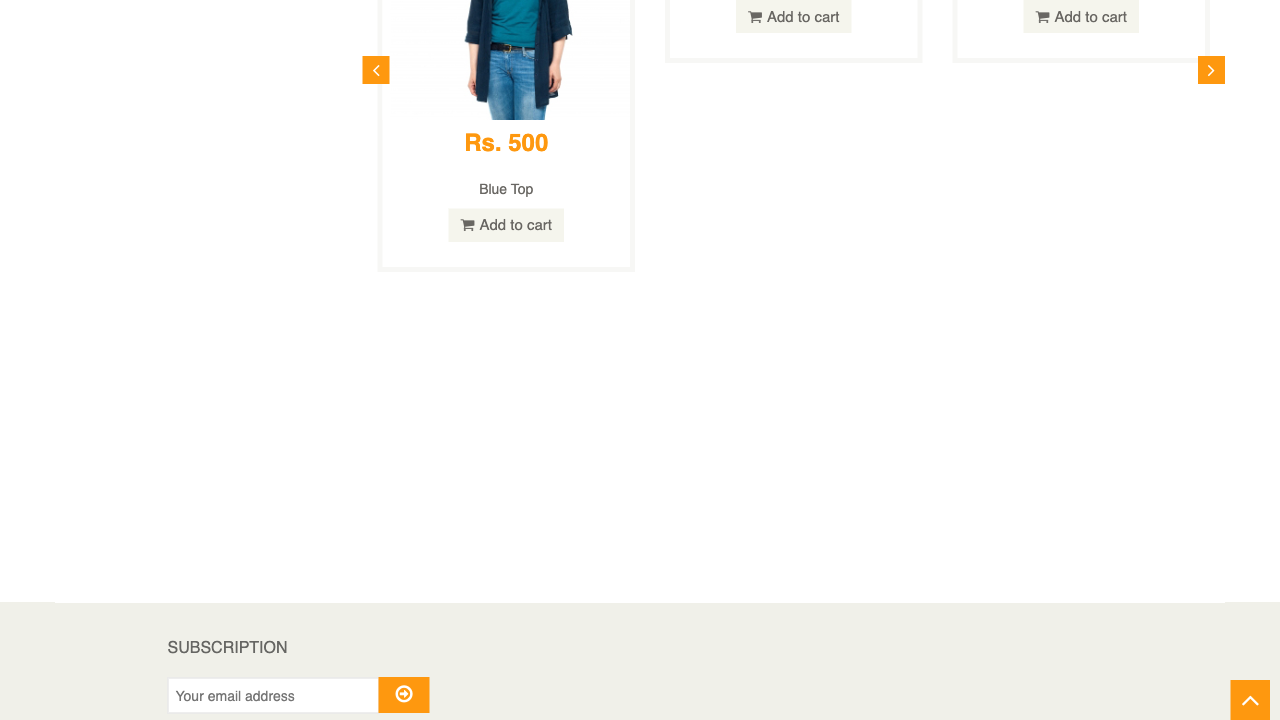 Add to cart
Add to cart
Rs. 500
Blue Top
Add to cart
SUBSCRIPTION
Your email address